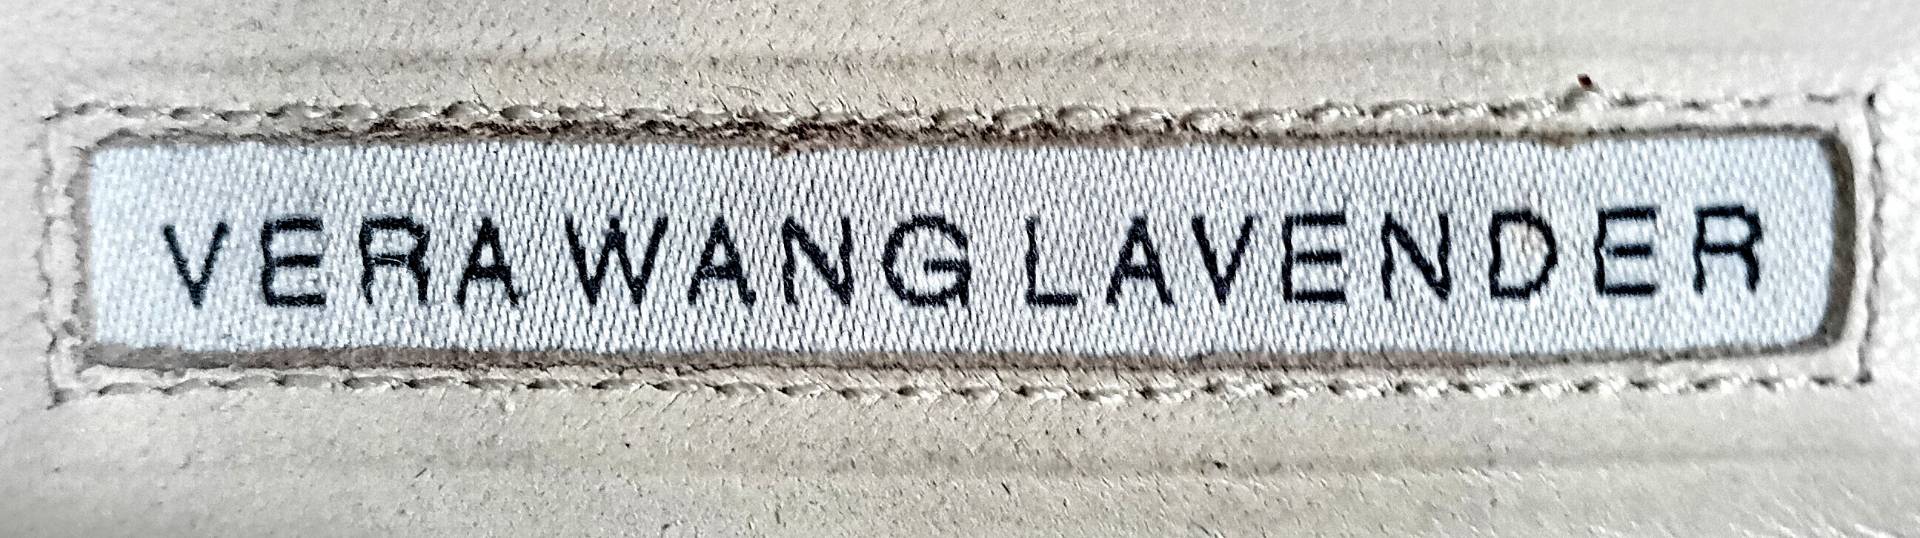 VERA WANG LAVENDER